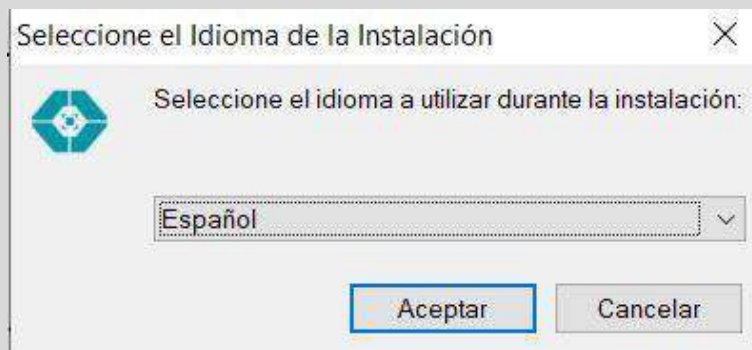 Seleccione el Idioma de la Instalación
Seleccione el idioma a utilizar durante la instalación:
Español
Aceptar
Cancelar